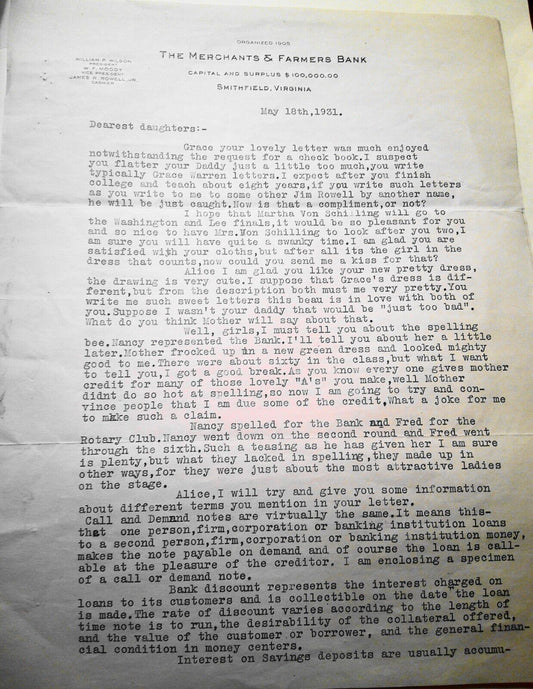 ORGANIZED 1905
THE MERCHANTS & FARMERS BANK
WILLIAM P. WILSON
PRESIDENT
W. F. MOODY
VICE PRESIDENT
JAMES R. ROWELL JR.
CASHIER
CAPITAL AND SURPLUS $100,000.00
SMITHFIELD, VIRGINIA
May 18th,1931.
Dearest daughters:-
Grace your lovely letter was much enjoyed
notwithstanding the request for a check book.I suspect
you flatter your Daddy just a little too much,you write
typically Grace Warren letters.I expect after you finish
college and teach about eight years,if you write such letters
as you write to me to some other Jim Rowell by another name,
he will be just caught.Now is that a compliment,or not?
I hope that Martha Von Schilling will go to
the Washington and Lee finals,it would be so pleasant for you
and so nice to have Mrs.Von Schilling to look after you two,I
am sure you will have quite a swanky time.I am glad you are
satisfied with your cloths,but after all its the girl in the
dress that counts,now could you send me a kiss for that?
Alice I am glad you like your new pretty dress,
the drawing is very cute.I suppose that Grace's dress is dif-
ferent,but from the description both must me very pretty.You
write me such sweet letters this beau is in love with both of
you.Suppose I wasn't your daddy that would be "just too bad".
What do you think Mother will say about that.
Well, girls,I must tell you about the spelling
bee.Nancy represented the Bank.I'll tell you about her a little
later.Mother frocked up in a new green dress and looked mighty
good to me.There were about sixty in the class,but what I want
to tell you,I got a good break.As you know every one gives mother
credit for many of those lovely "A's" you make,well Mother
didnt do so hot at spelling,so now I am going to try and con-
vince people that I am due some of the credit,What a joke for me
to make such a claim.
Nancy spelled for the Bank and Fred for the
Rotary Club.Nancy went down on the second round and Fred went
through the sixth.Such a teasing as he has given her I am sure
is plenty,but what they lacked in spelling,they made up in
other ways,for they were just about the most attractive ladies
on the stage.
Alice,I will try and give you some information
about different terms you mention in your letter.
Call and Demand notes are virtually the same.It means this-
that one person,firm,corporation or banking institution loans
to a second person,firm,corporation or banking institution money,
makes the note payable on demand and of course the loan is call-
able at the pleasure of the creditor. I am enclosing a specimen
of a call or demand note.
Bank discount represents the interest charged on
loans to its customers and is collectible on the date the loan
is made.The rate of discount varies according to the length of
time note is to run,the desirability of the collateral offered,
and the value of the customer or borrower, and the general finan-
cial condition in money centers.
Interest on Savings deposits are usually accumu-